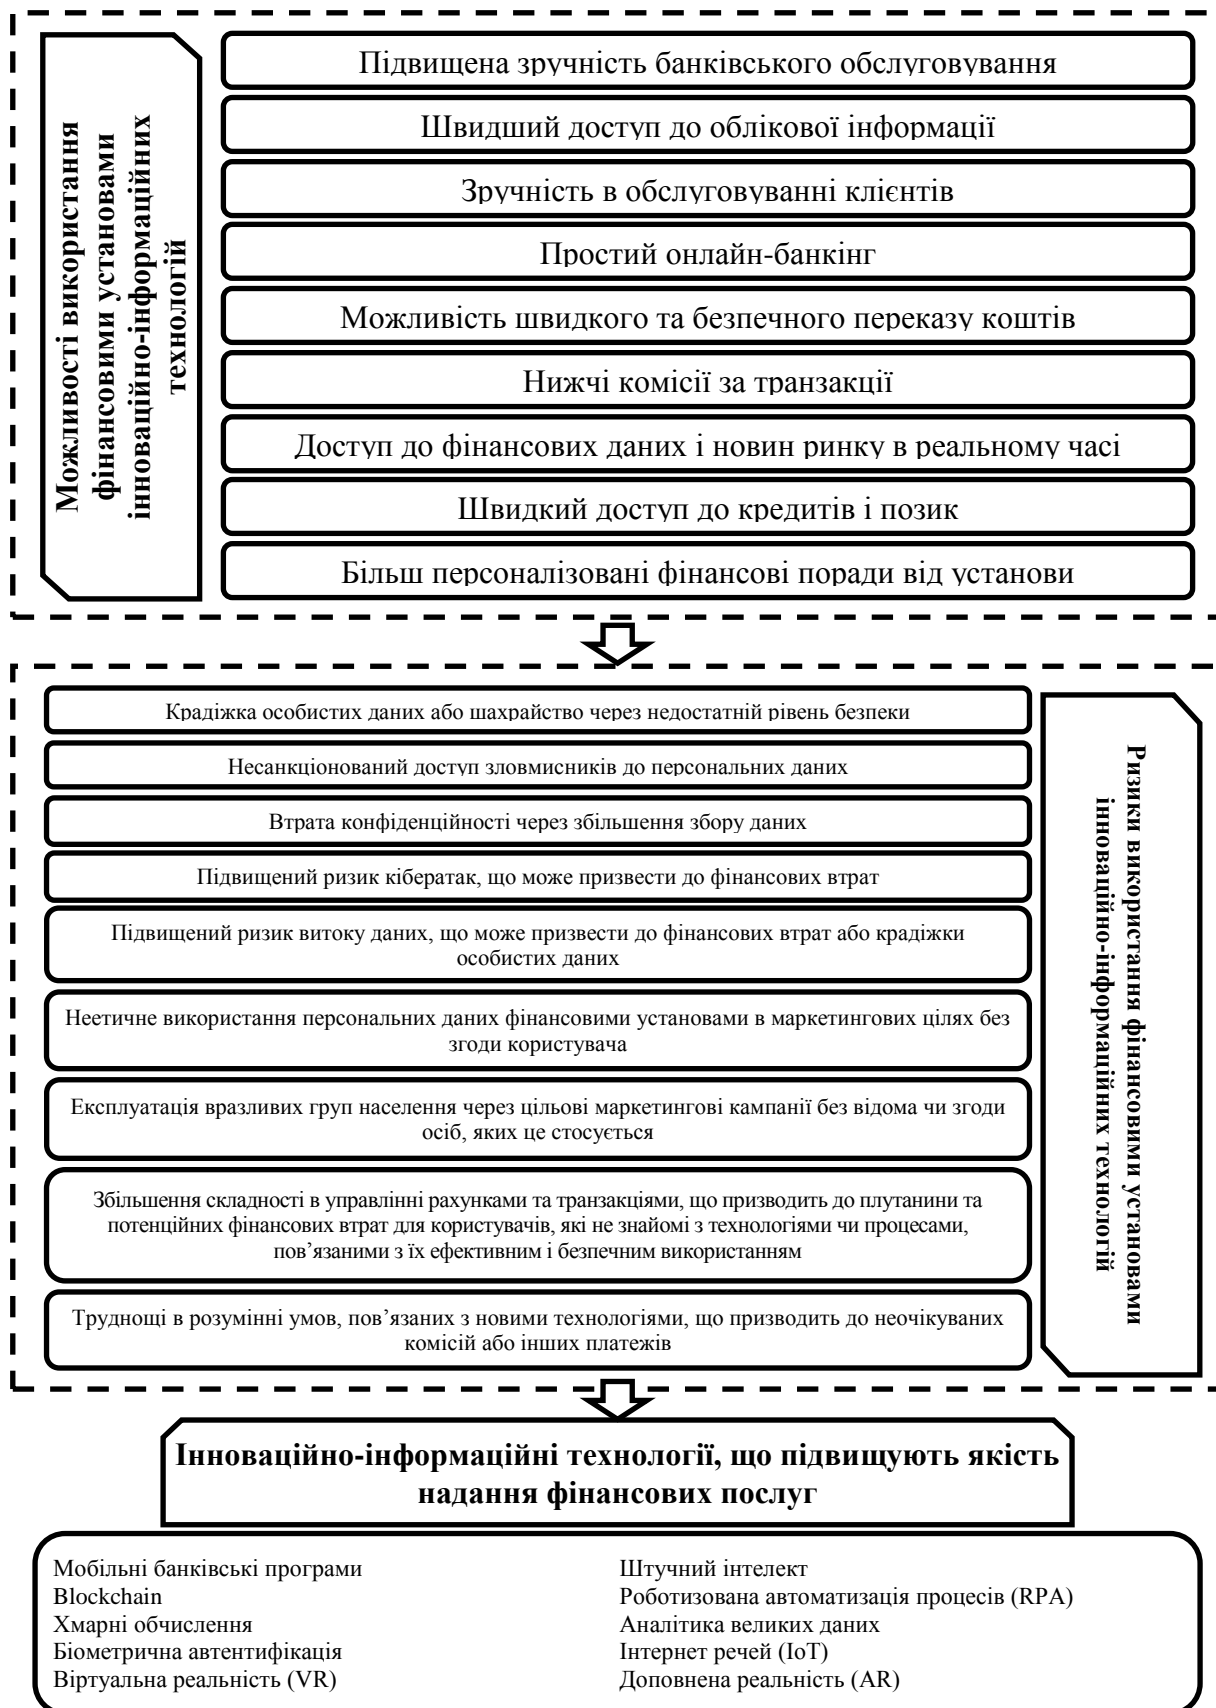 Можливості використання
фінансовими установами
інноваційно-інформаційних
технологій
Підвищена зручність банківського обслуговування
Швидший доступ до облікової інформації
Зручність в обслуговуванні клієнтів
Простий онлайн-банкінг
Можливість швидкого та безпечного переказу коштів
Нижчі комісії за транзакції
Доступ до фінансових даних і новин ринку в реальному часі
Швидкий доступ до кредитів і позик
Більш персоналізовані фінансові поради від установи
Крадіжка особистих даних або шахрайство через недостатній рівень безпеки
Несанкціонований доступ зловмисників до персональних даних
Втрата конфіденційності через збільшення збору даних
Підвищений ризик кібератак, що може призвести до фінансових втрат
Підвищений ризик витоку даних, що може призвести до фінансових втрат або крадіжки
особистих даних
Неетичне використання персональних даних фінансовими установами в маркетингових цілях без
згоди користувача
Експлуатація вразливих груп населення через цільові маркетингові кампанії без відома чи згоди
осіб, яких це стосується
Збільшення складності в управлінні рахунками та транзакціями, що призводить до плутанини та
потенційних фінансових втрат для користувачів, які не знайомі з технологіями чи процесами,
пов’язаними з їх ефективним і безпечним використанням
Труднощі в розумінні умов, пов’язаних з новими технологіями, що призводить до неочікуваних
комісій або інших платежів
Ризики використання фінансовими установами
інноваційно-інформаційних технологій
Інноваційно-інформаційні технології, що підвищують якість
надання фінансових послуг
Мобільні банківські програми
Blockchain
Хмарні обчислення
Біометрична автентифікація
Віртуальна реальність (VR)
Штучний інтелект
Роботизована автоматизація процесів (RPA)
Аналітика великих даних
Інтернет речей (IoT)
Доповнена реальність (AR)